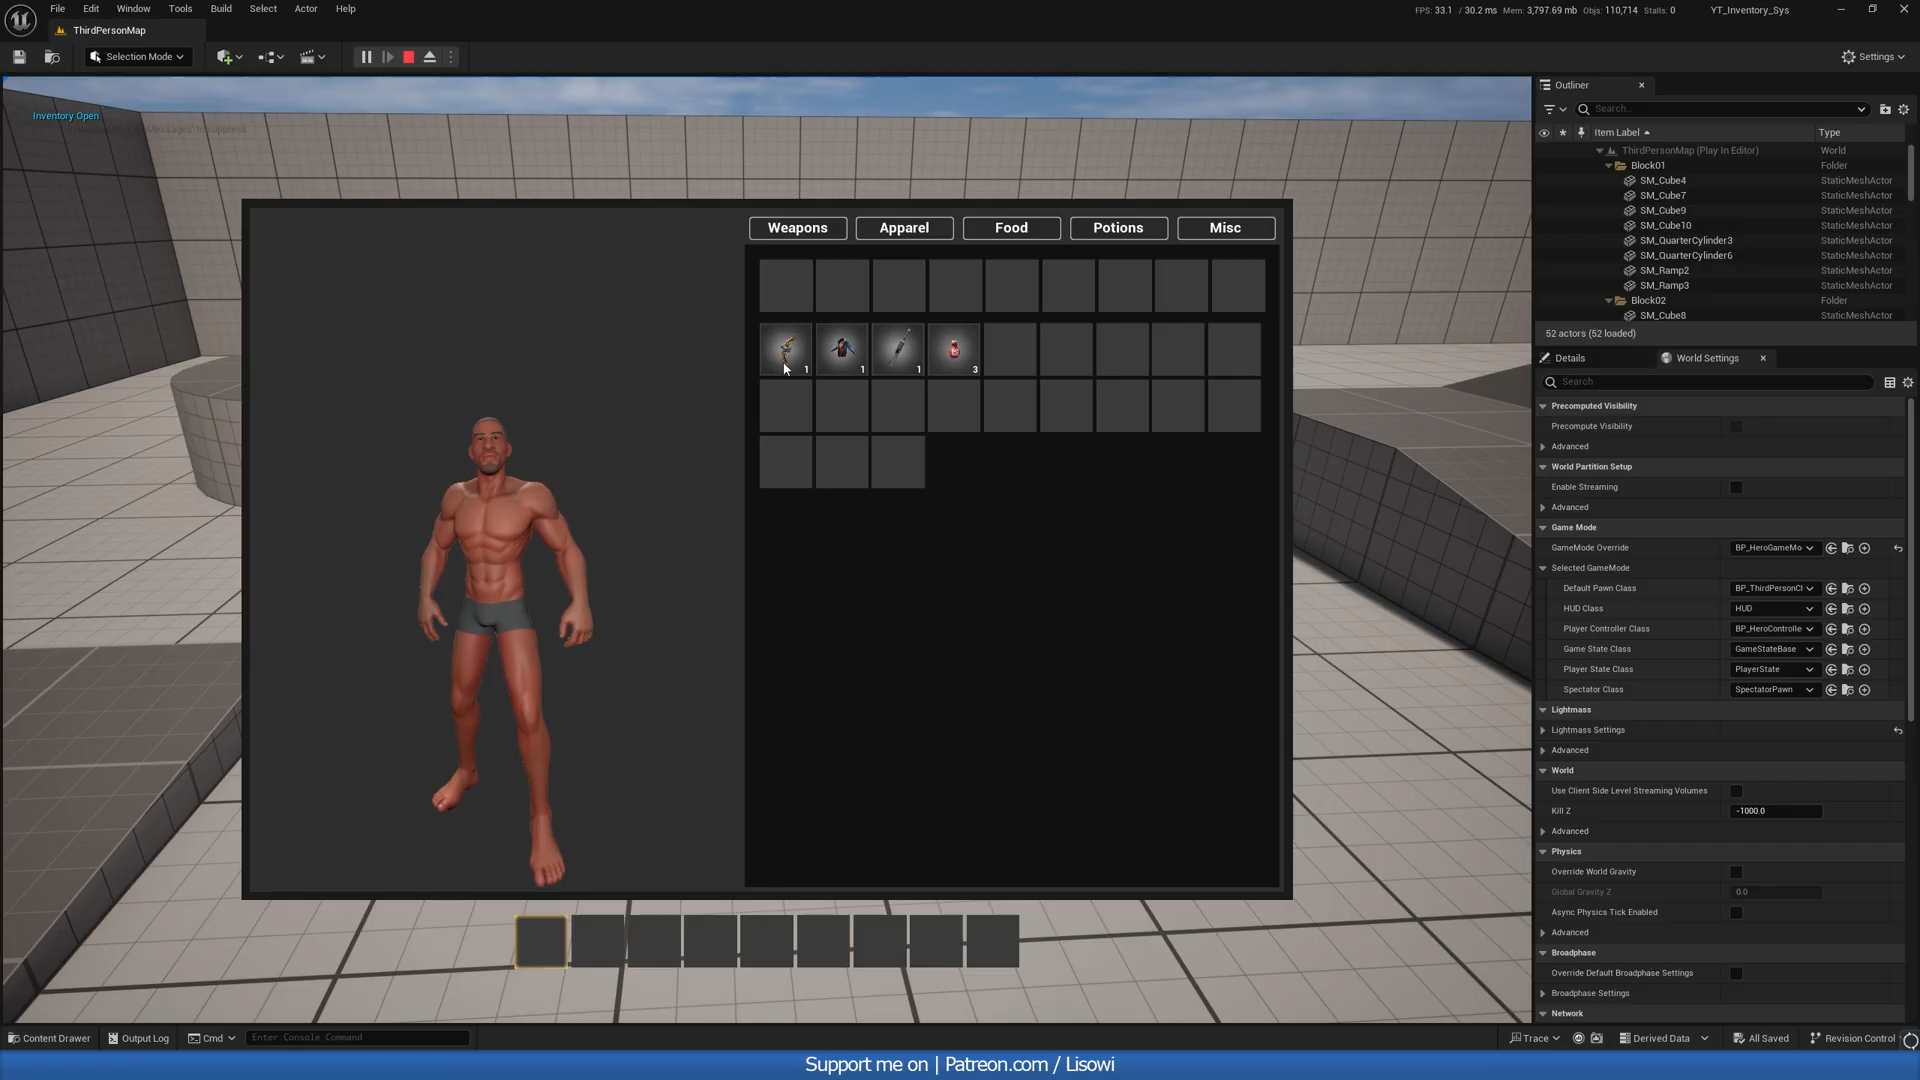 File Edit Window Tools Build Select Actor Help
FPS: 33.1 / 30.2 ms Mem: 3,797.69 mb Objs: 110,714 Stalls: 0
YT_Inventory_Sys
ThirdPersonMap
Selection Mode
Settings
Inventory Open
Weapons Apparel Food Potions Misc
1 1 1 3
Outliner
Search...
Item Label Type
ThirdPersonMap (Play In Editor) World
Block01 Folder
SM_Cube4 StaticMeshActor
SM_Cube7 StaticMeshActor
SM_Cube9 StaticMeshActor
SM_Cube10 StaticMeshActor
SM_QuarterCylinder3 StaticMeshActor
SM_QuarterCylinder6 StaticMeshActor
SM_Ramp2 StaticMeshActor
SM_Ramp3 StaticMeshActor
Block02 Folder
SM_Cube8 StaticMeshActor
52 actors (52 loaded)
Details World Settings
Search
Precomputed Visibility
Precompute Visibility
Advanced
World Partition Setup
Enable Streaming
Advanced
Game Mode
GameMode Override BP_HeroGameMo
Selected GameMode
Default Pawn Class BP_ThirdPersonCl
HUD Class HUD
Player Controller Class BP_HeroControlle
Game State Class GameStateBase
Player State Class PlayerState
Spectator Class SpectatorPawn
Lightmass
Lightmass Settings
Advanced
World
Use Client Side Level Streaming Volumes
Kill Z -1000.0
Advanced
Physics
Override World Gravity
Global Gravity Z 0.0
Async Physics Tick Enabled
Advanced
Broadphase
Override Default Broadphase Settings
Broadphase Settings
Network
Content Drawer Output Log Cmd Enter Console Command
Trace Derived Data All Saved Revision Control
Support me on | Patreon.com / Lisowi